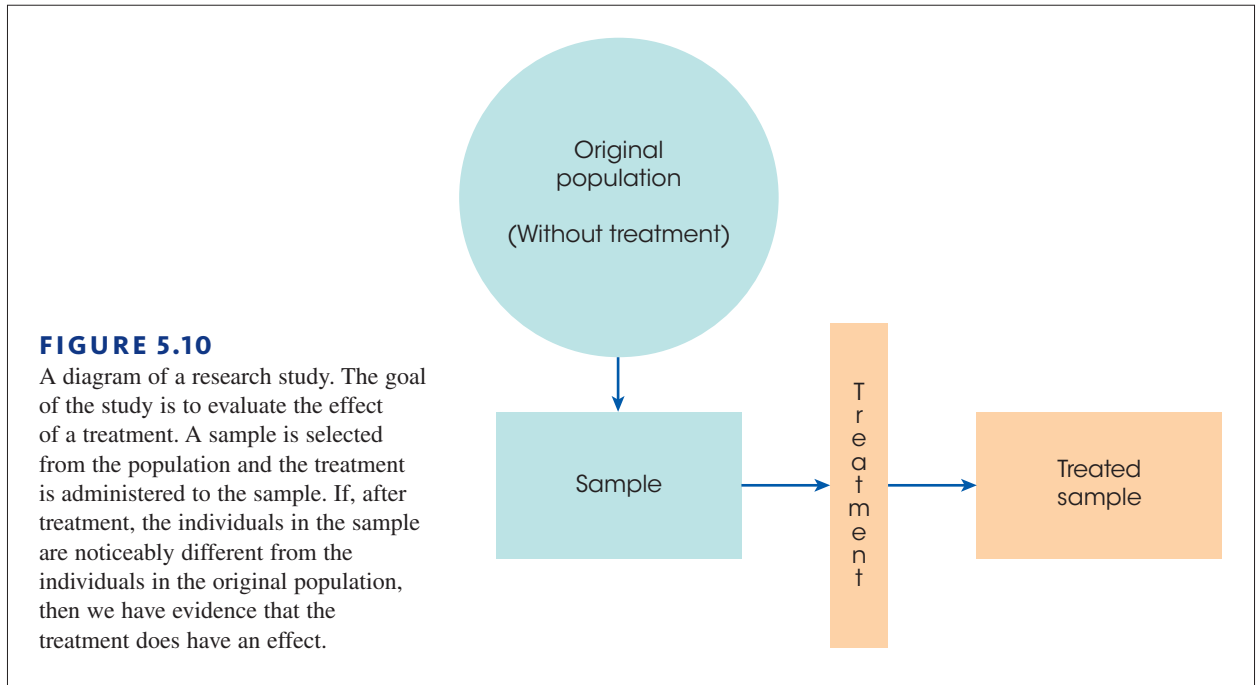 Original
population
(Without treatment)
FIGURE 5.10
A diagram of a research study. The goal
of the study is to evaluate the effect
of a treatment. A sample is selected
from the population and the treatment
is administered to the sample. If, after
treatment, the individuals in the sample
are noticeably different from the
individuals in the original population,
then we have evidence that the
treatment does have an effect.
Sample
Treatment
Treated
sample